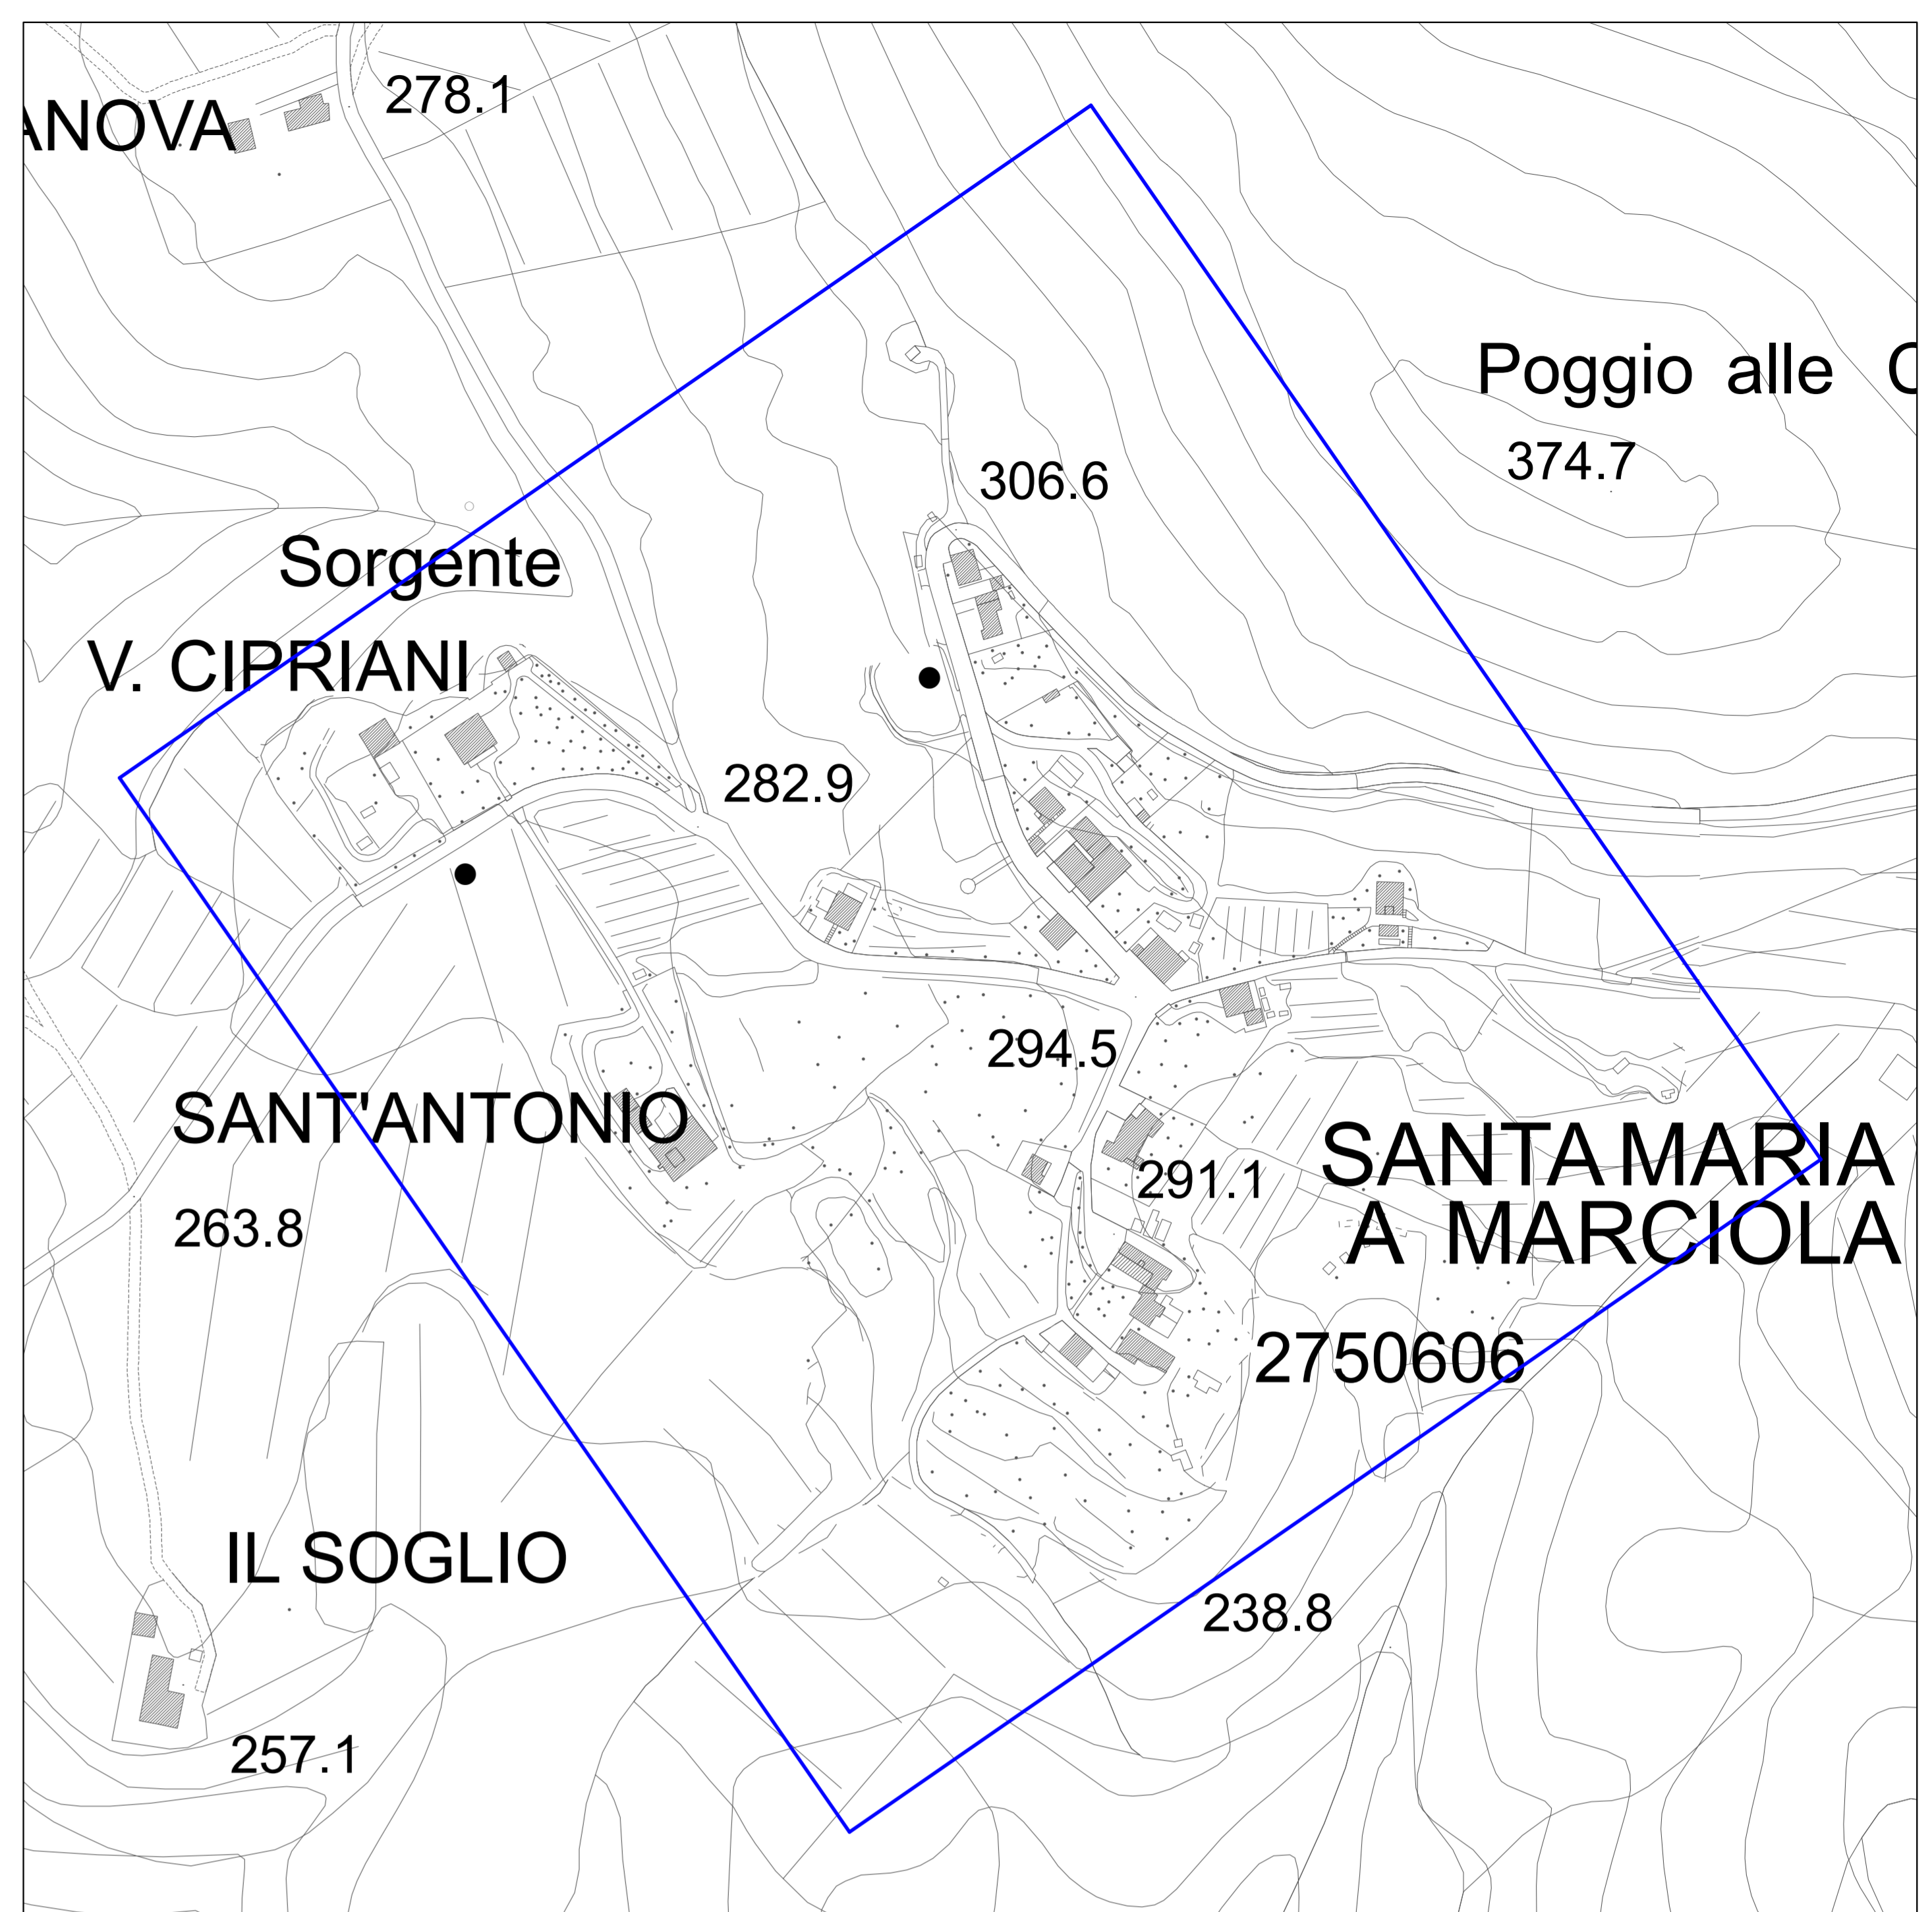 278.1
ANOVA
Poggio alle
374.7
306.6
Sorgente
V. CIPRIANI
282.9
294.5
SANT'ANTONIO
SANTA MARIA
A MARCIOLA
291.1
263.8
2750606
IL SOGLIO
238.8
257.1